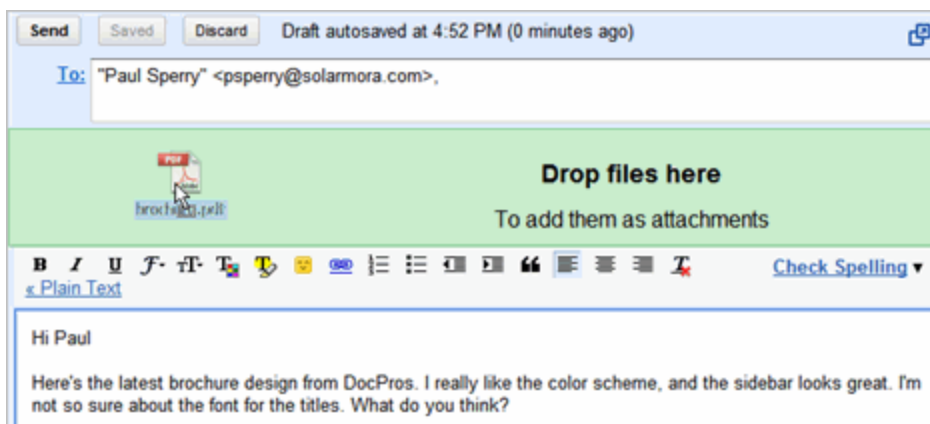 Send Saved Discard Draft autosaved at 4:52 PM (0 minutes ago)
To: "Paul Sperry" <psperry@solarmora.com>,
PDF
Drop files here
To add them as attachments
B I U Check Spelling
« Plain Text
Hi Paul
Here's the latest brochure design from DocPros. I really like the color scheme, and the sidebar looks great. I'm
not so sure about the font for the titles. What do you think?